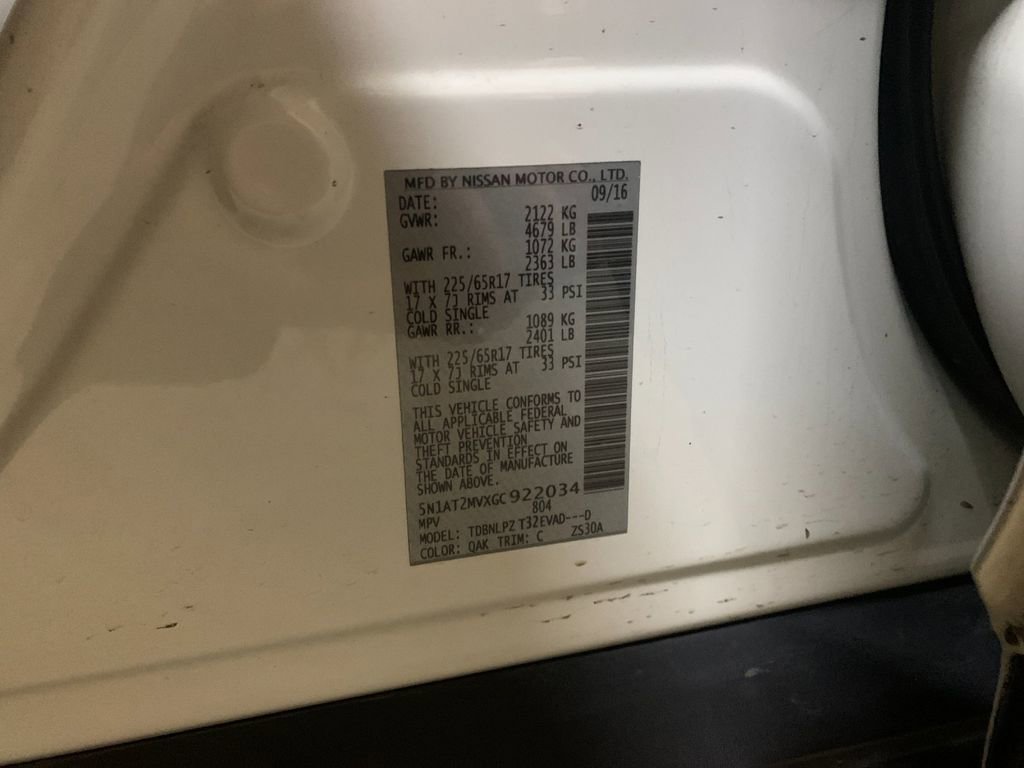 MFD BY NISSAN MOTOR CO., LTD.
DATE: 09/16
GVWR: 2122 KG
4679 LB
GAWR FR.: 1072 KG
2363 LB
WITH 225/65R17 TIRES
17 X 7J RIMS AT 33 PSI
COLD SINGLE
GAWR RR.: 1089 KG
2401 LB
WITH 225/65R17 TIRES
17 X 7J RIMS AT 33 PSI
COLD SINGLE
THIS VEHICLE CONFORMS TO
ALL APPLICABLE FEDERAL
MOTOR VEHICLE SAFETY AND
THEFT PREVENTION
STANDARDS IN EFFECT ON
THE DATE OF MANUFACTURE
SHOWN ABOVE.
5N1AT2MVXGC922034
MPV 804
MODEL: TDBNLPZ T32EVAD---D
COLOR: QAK TRIM: C ZS30A